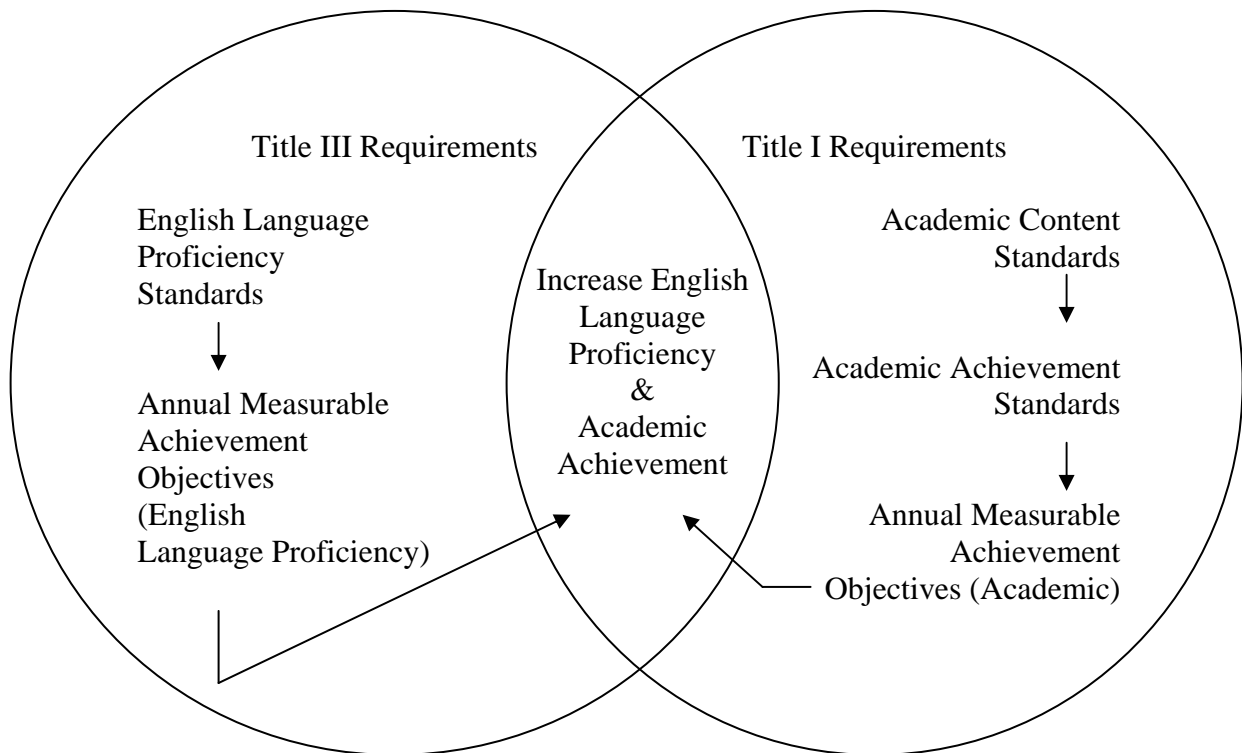 Title III Requirements
English Language
Proficiency
Standards
Annual Measurable
Achievement
Objectives
(English
Language Proficiency)
Increase English
Language
Proficiency
&
Academic
Achievement
Title I Requirements
Academic Content
Standards
Academic Achievement
Standards
Annual Measurable
Achievement
Objectives (Academic)